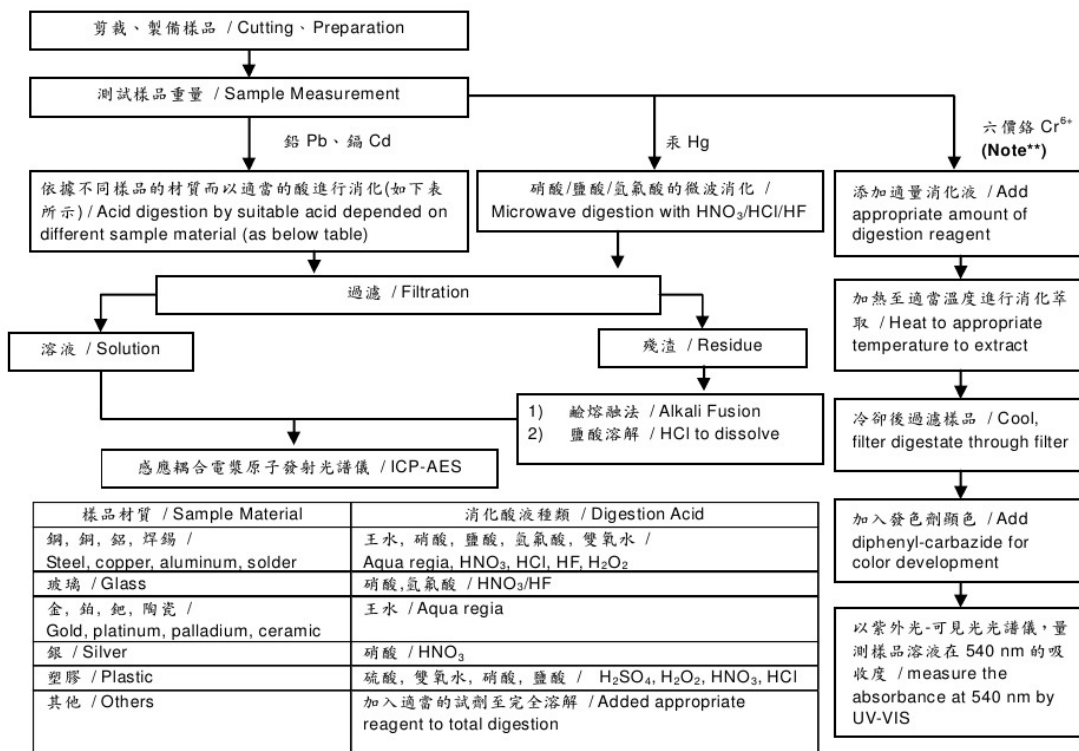 剪裁、製備樣品 / Cutting、Preparation
測試樣品重量 / Sample Measurement
鉛 Pb、鎘 Cd
汞 Hg
六價鉻 Cr⁶⁺
(Note**)
依據不同樣品的材質而以適當的酸進行消化(如下表
所示) / Acid digestion by suitable acid depended on
different sample material (as below table)
硝酸/鹽酸/氫氟酸的微波消化 /
Microwave digestion with HNO₃/HCl/HF
添加適量消化液 / Add
appropriate amount of
digestion reagent
過濾 / Filtration
加熱至適當溫度進行消化萃
取 / Heat to appropriate
temperature to extract
溶液 / Solution
殘渣 / Residue
1) 鹼熔融法 / Alkali Fusion
2) 鹽酸溶解 / HCl to dissolve
冷卻後過濾樣品 / Cool,
filter digestate through filter
感應耦合電漿原子發射光譜儀 / ICP-AES
加入發色劑顯色 / Add
diphenyl-carbazide for
color development
以紫外光-可見光光譜儀,量
測樣品溶液在 540 nm 的吸
收度 / measure the
absorbance at 540 nm by
UV-VIS
樣品材質 / Sample Material
消化酸液種類 / Digestion Acid
鋼, 銅, 鋁, 焊錫 /
Steel, copper, aluminum, solder
王水, 硝酸, 鹽酸, 氫氟酸, 雙氧水 /
Aqua regia, HNO₃, HCl, HF, H₂O₂
玻璃 / Glass
硝酸,氫氟酸 / HNO₃/HF
金, 鉑, 鈀, 陶瓷 /
Gold, platinum, palladium, ceramic
王水 / Aqua regia
銀 / Silver
硝酸 / HNO₃
塑膠 / Plastic
硫酸, 雙氧水, 硝酸, 鹽酸 / H₂SO₄, H₂O₂, HNO₃, HCl
其他 / Others
加入適當的試劑至完全溶解 / Added appropriate
reagent to total digestion